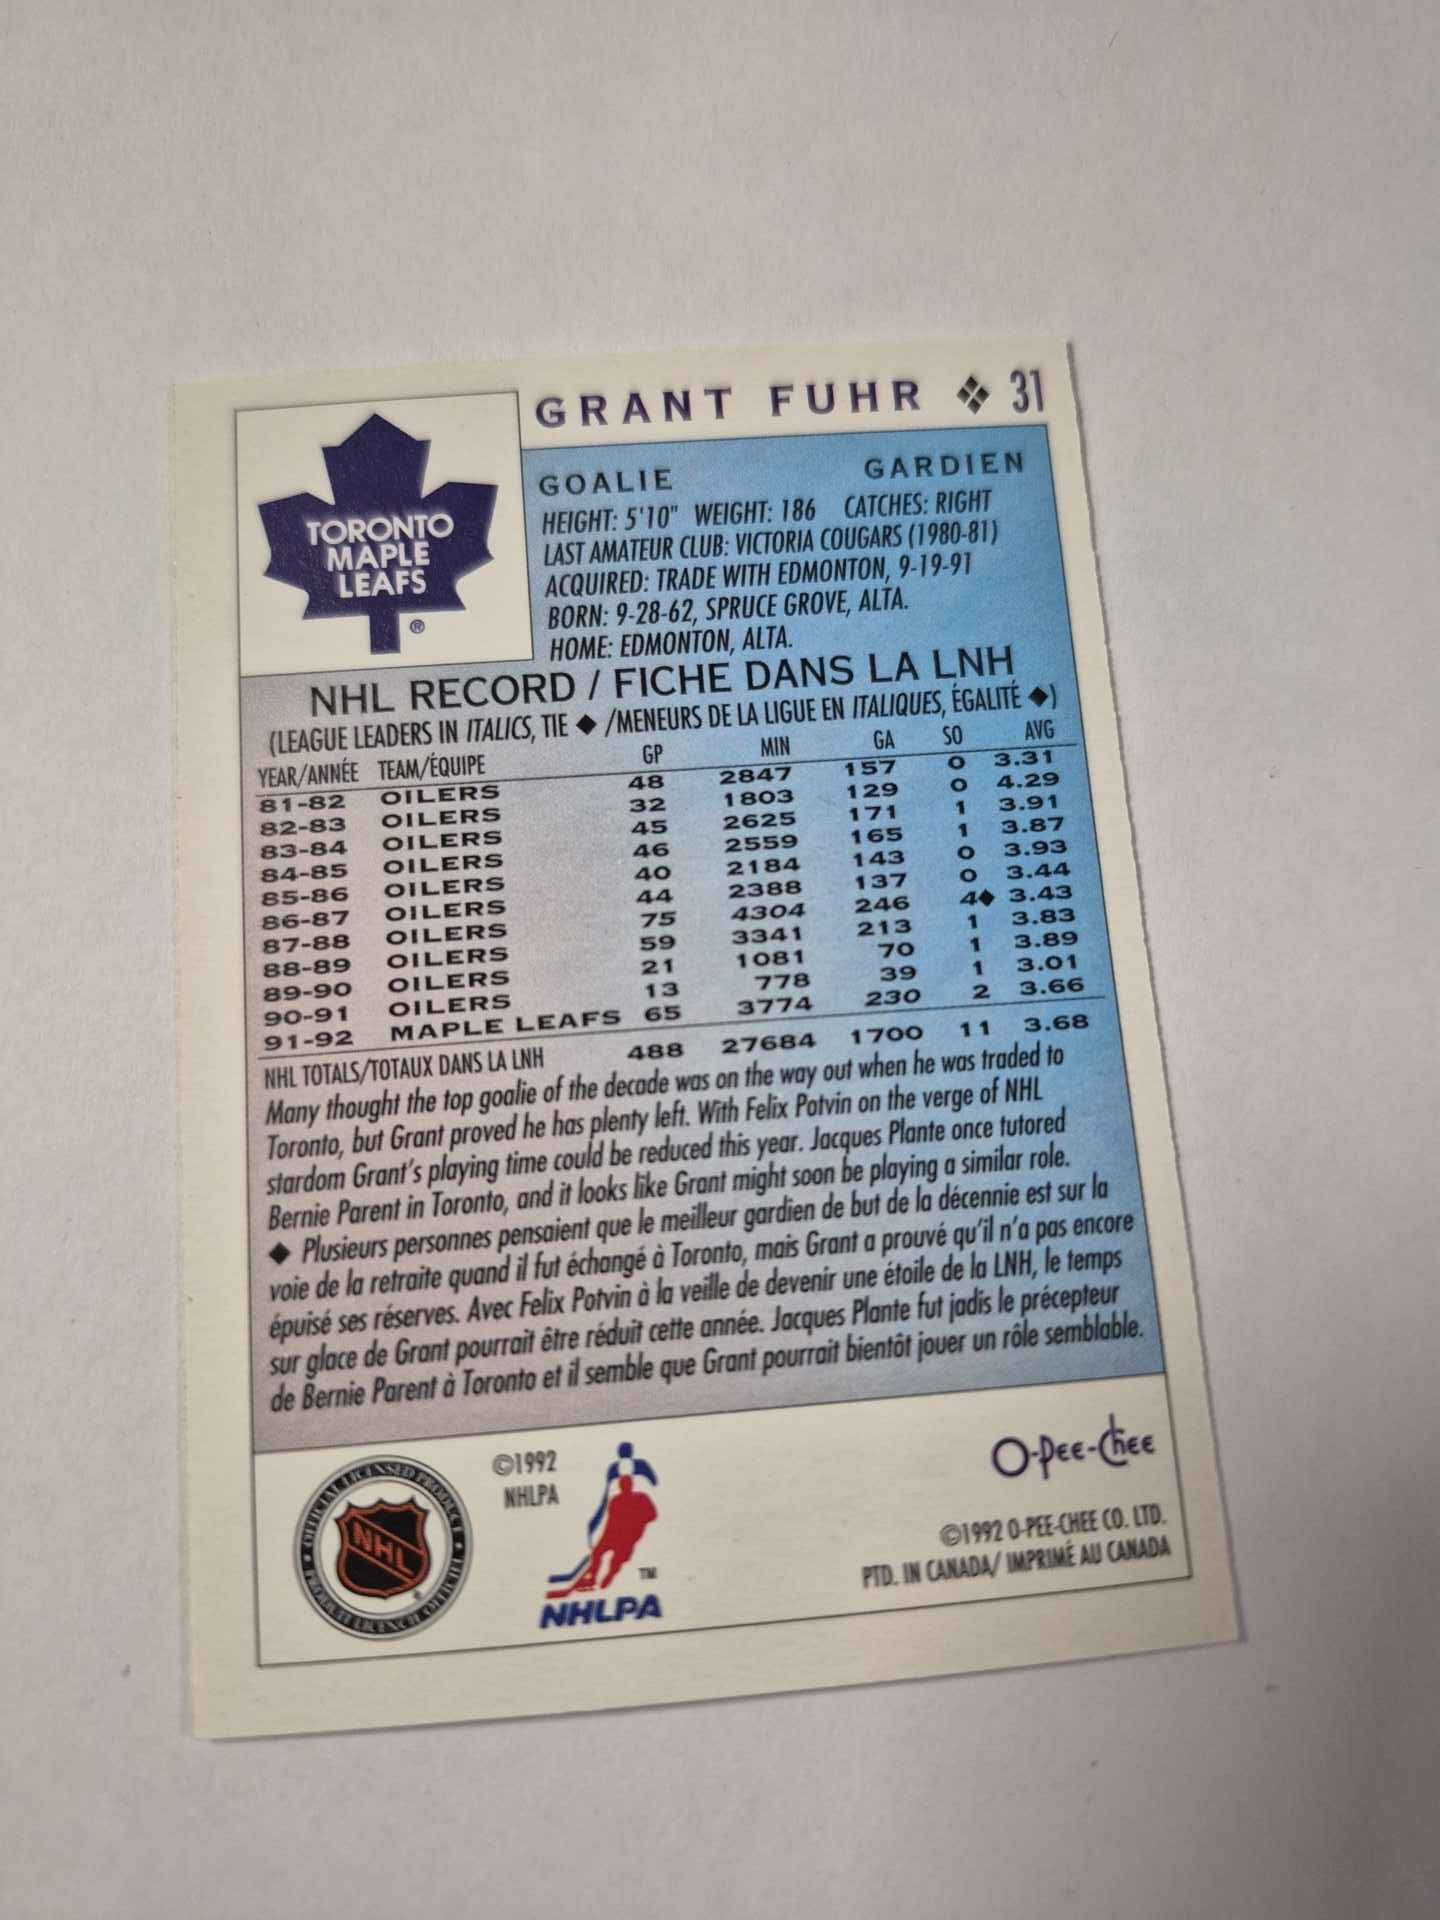 GRANT FUHR ❖ 31
TORONTO
MAPLE
LEAFS
®
GOALIE GARDIEN
HEIGHT: 5'10" WEIGHT: 186 CATCHES: RIGHT
LAST AMATEUR CLUB: VICTORIA COUGARS (1980-81)
ACQUIRED: TRADE WITH EDMONTON, 9-19-91
BORN: 9-28-62, SPRUCE GROVE, ALTA.
HOME: EDMONTON, ALTA.
NHL RECORD / FICHE DANS LA LNH
(LEAGUE LEADERS IN ITALICS, TIE ◆ /MENEURS DE LA LIGUE EN ITALIQUES, ÉGALITÉ ◆)
YEAR/ANNÉE TEAM/ÉQUIPE GP MIN GA SO AVG
81-82 OILERS 48 2847 157 0 3.31
82-83 OILERS 32 1803 129 0 4.29
83-84 OILERS 45 2625 171 1 3.91
84-85 OILERS 46 2559 165 1 3.87
85-86 OILERS 40 2184 143 0 3.93
86-87 OILERS 44 2388 137 0 3.44
87-88 OILERS 75 4304 246 4◆ 3.43
88-89 OILERS 59 3341 213 1 3.83
89-90 OILERS 21 1081 70 1 3.89
90-91 OILERS 13 778 39 1 3.01
91-92 MAPLE LEAFS 65 3774 230 2 3.66
NHL TOTALS/TOTAUX DANS LA LNH 488 27684 1700 11 3.68
Many thought the top goalie of the decade was on the way out when he was traded to
Toronto, but Grant proved he has plenty left. With Felix Potvin on the verge of NHL
stardom Grant's playing time could be reduced this year. Jacques Plante once tutored
Bernie Parent in Toronto, and it looks like Grant might soon be playing a similar role.
◆ Plusieurs personnes pensaient que le meilleur gardien de but de la décennie est sur la
voie de la retraite quand il fut échangé à Toronto, mais Grant a prouvé qu'il n'a pas encore
épuisé ses réserves. Avec Felix Potvin à la veille de devenir une étoile de la LNH, le temps
sur glace de Grant pourrait être réduit cette année. Jacques Plante fut jadis le précepteur
de Bernie Parent à Toronto et il semble que Grant pourrait bientôt jouer un rôle semblable.
OFFICIAL LICENSED PRODUCT
NHL
®
PRODUIT LICENCIÉ OFFICIEL
©1992
NHLPA
TM
NHLPA
O-Pee-Chee
©1992 O-PEE-CHEE CO. LTD.
PTD. IN CANADA/ IMPRIMÉ AU CANADA